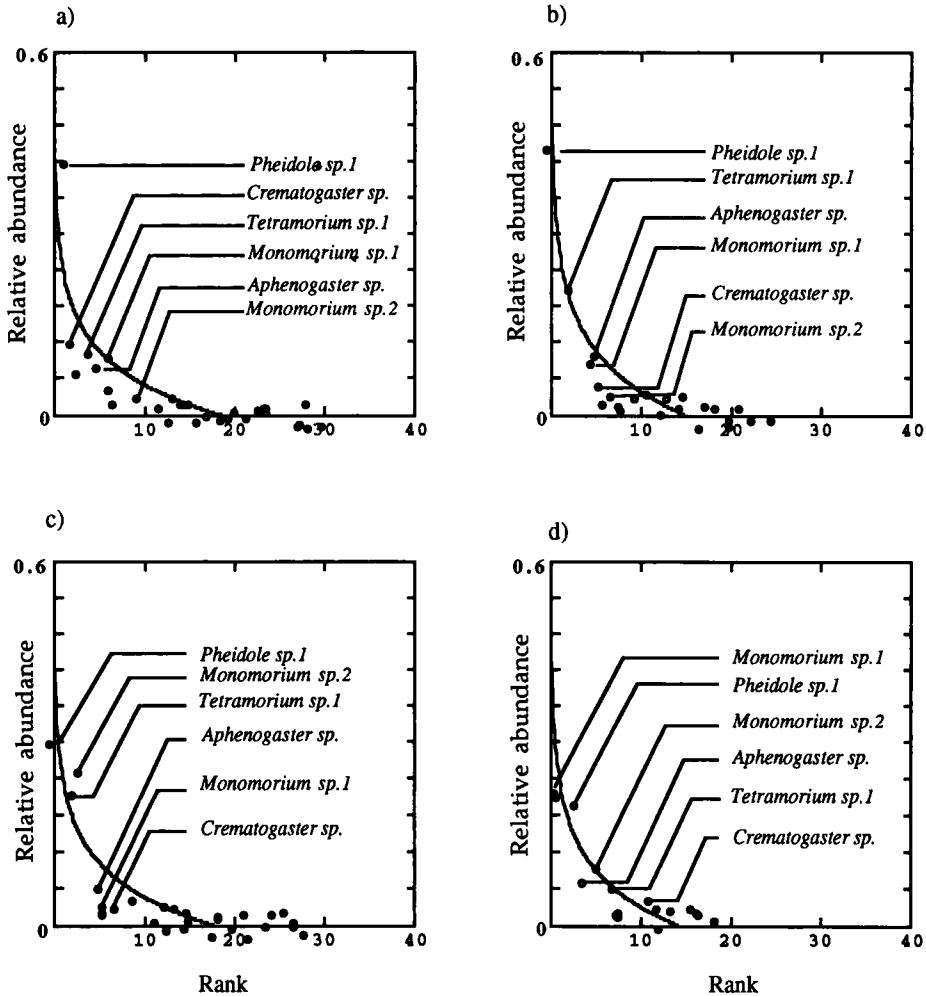 a)
0.6
Relative abundance
Pheidole sp.1
Crematogaster sp.
Tetramorium sp.1
Monomorium sp.1
Aphenogaster sp.
Monomorium sp.2
0
10
20
30
40
b)
0.6
Relative abundance
Pheidole sp.1
Tetramorium sp.1
Aphenogaster sp.
Monomorium sp.1
Crematogaster sp.
Monomorium sp.2
0
10
20
30
40
c)
0.6
Relative abundance
Pheidole sp.1
Monomorium sp.2
Tetramorium sp.1
Aphenogaster sp.
Monomorium sp.1
Crematogaster sp.
0
10
20
30
40
Rank
d)
0.6
Relative abundance
Monomorium sp.1
Pheidole sp.1
Monomorium sp.2
Aphenogaster sp.
Tetramorium sp.1
Crematogaster sp.
0
10
20
30
40
Rank